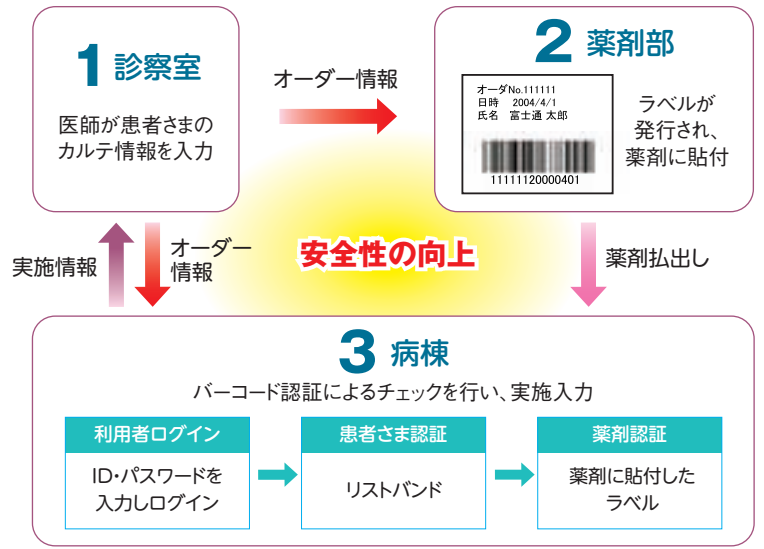 1 診察室
医師が患者さまの
カルテ情報を入力
オーダー情報
2 薬剤部
オーダNo.111111
日時 2004/4/1
氏名 富士通 太郎
11111120000401
ラベルが
発行され、
薬剤に貼付
実施情報
オーダー
情報
安全性の向上
薬剤払出し
3 病棟
バーコード認証によるチェックを行い、実施入力
利用者ログイン
ID・パスワードを
入力しログイン
患者さま認証
リストバンド
薬剤認証
薬剤に貼付した
ラベル